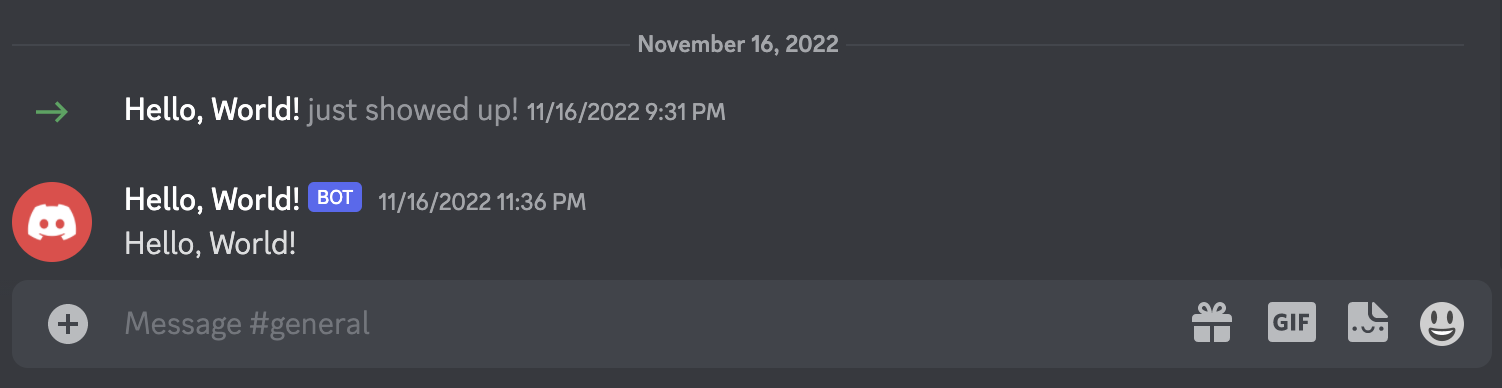 November 16, 2022
Hello, World! just showed up! 11/16/2022 9:31 PM
Hello, World! BOT 11/16/2022 11:36 PM
Hello, World!
Message #general GIF